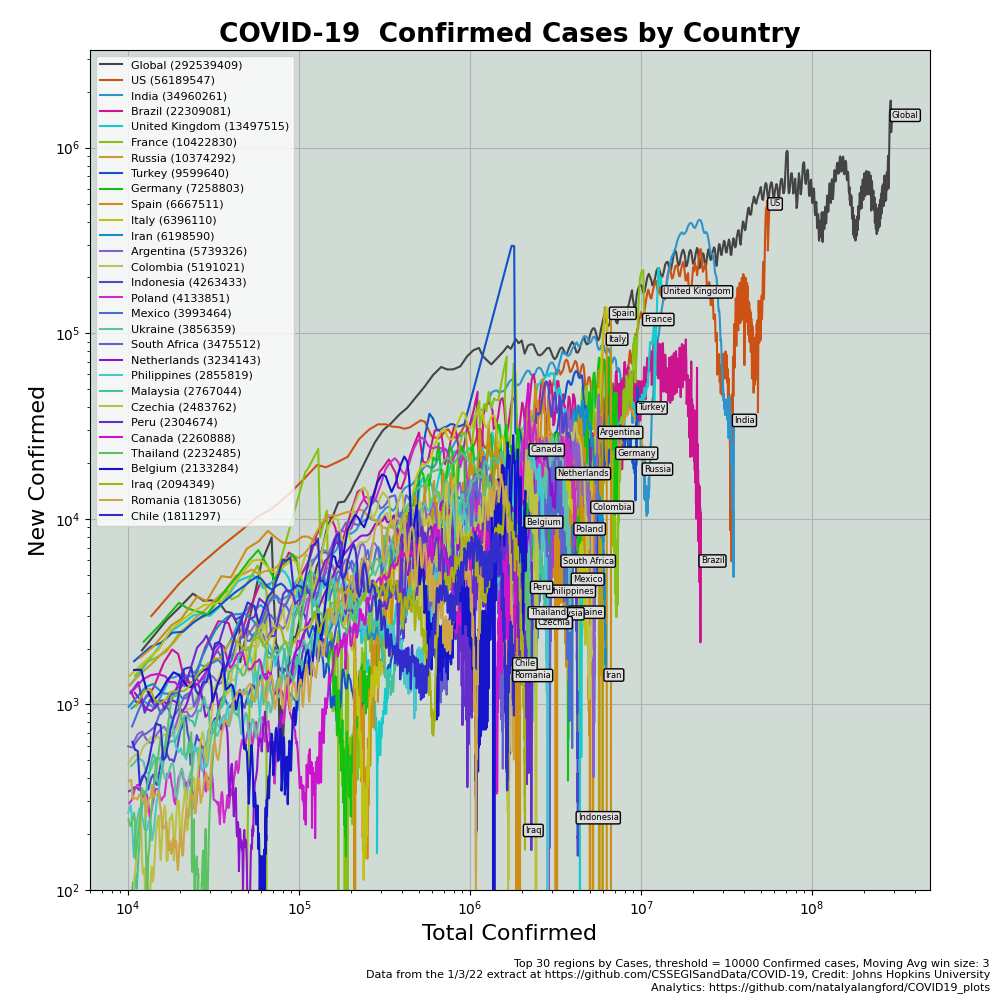 COVID-19 Confirmed Cases by Country
Global (292539409)
US (56189547)
India (34960261)
Brazil (22309081)
United Kingdom (13497515)
France (10422830)
Russia (10374292)
Turkey (9599640)
Germany (7258803)
Spain (6667511)
Italy (6396110)
Iran (6198590)
Argentina (5739326)
Colombia (5191021)
Indonesia (4263433)
Poland (4133851)
Mexico (3993464)
Ukraine (3856359)
South Africa (3475512)
Netherlands (3234143)
Philippines (2855819)
Malaysia (2767044)
Czechia (2483762)
Peru (2304674)
Canada (2260888)
Thailand (2232485)
Belgium (2133284)
Iraq (2094349)
Romania (1813056)
Chile (1811297)
Global
US
United Kingdom
Spain
France
Italy
Turkey
India
Argentina
Canada
Germany
Russia
Netherlands
Colombia
Belgium
Poland
South Africa
Brazil
Mexico
Peru
hilippines
Thailand
ysia
aine
Czechia
Chile
Romania
Iran
Indonesia
Iraq
10^6
10^5
10^4
10^3
10^2
New Confirmed
10^4
10^5
10^6
10^7
10^8
Total Confirmed
Top 30 regions by Cases, threshold = 10000 Confirmed cases, Moving Avg win size: 3
Data from the 1/3/22 extract at https://github.com/CSSEGISandData/COVID-19, Credit: Johns Hopkins University
Analytics: https://github.com/natalyalangford/COVID19_plots